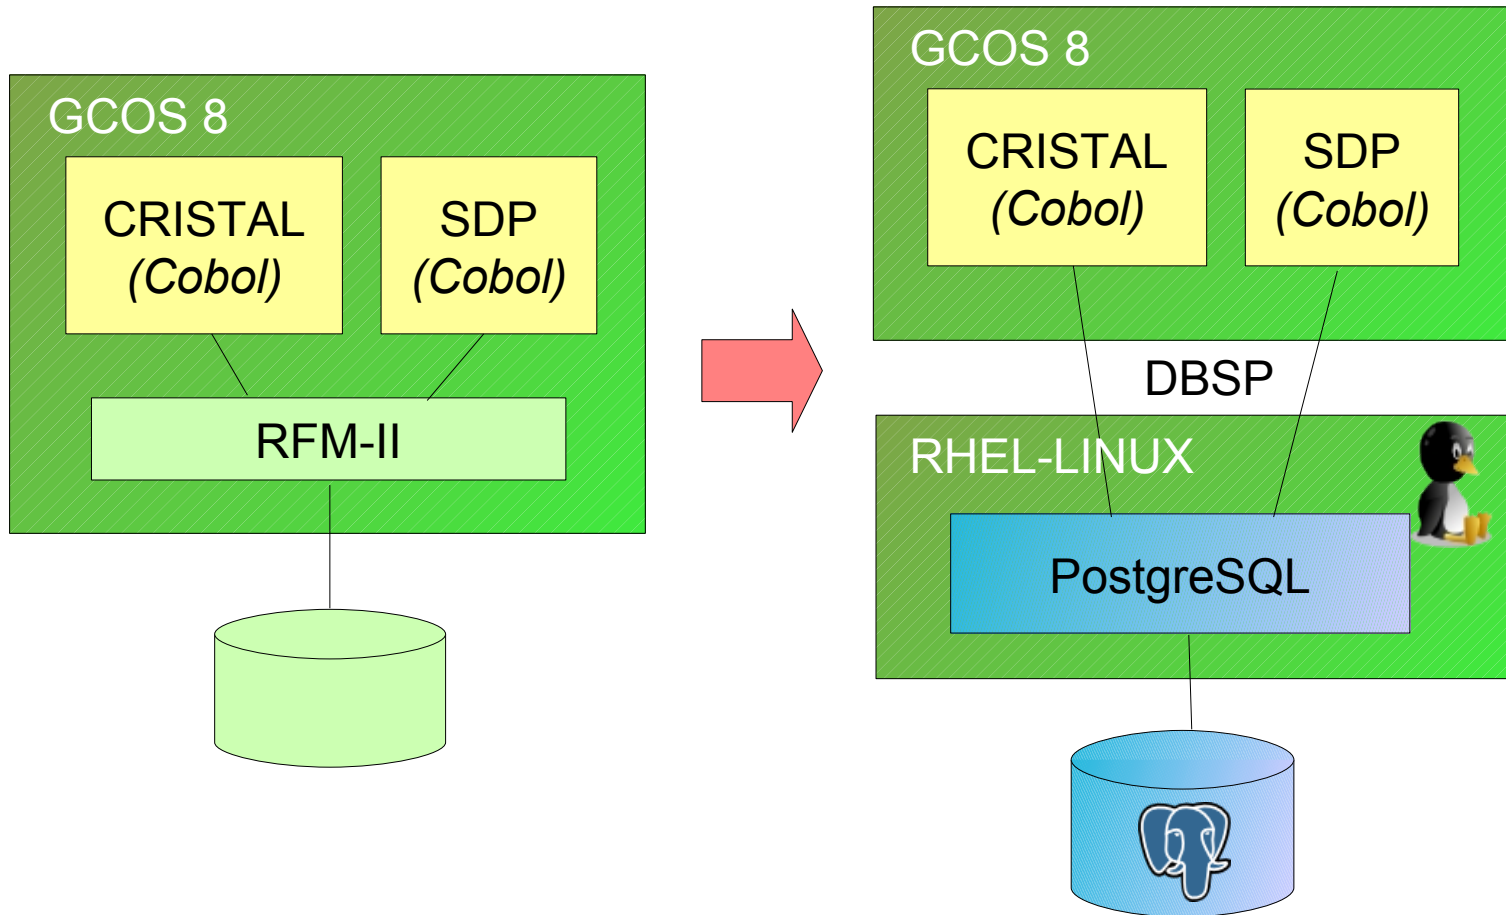 GCOS 8
CRISTAL
(Cobol)
SDP
(Cobol)
RFM-II
GCOS 8
CRISTAL
(Cobol)
SDP
(Cobol)
DBSP
RHEL-LINUX
PostgreSQL